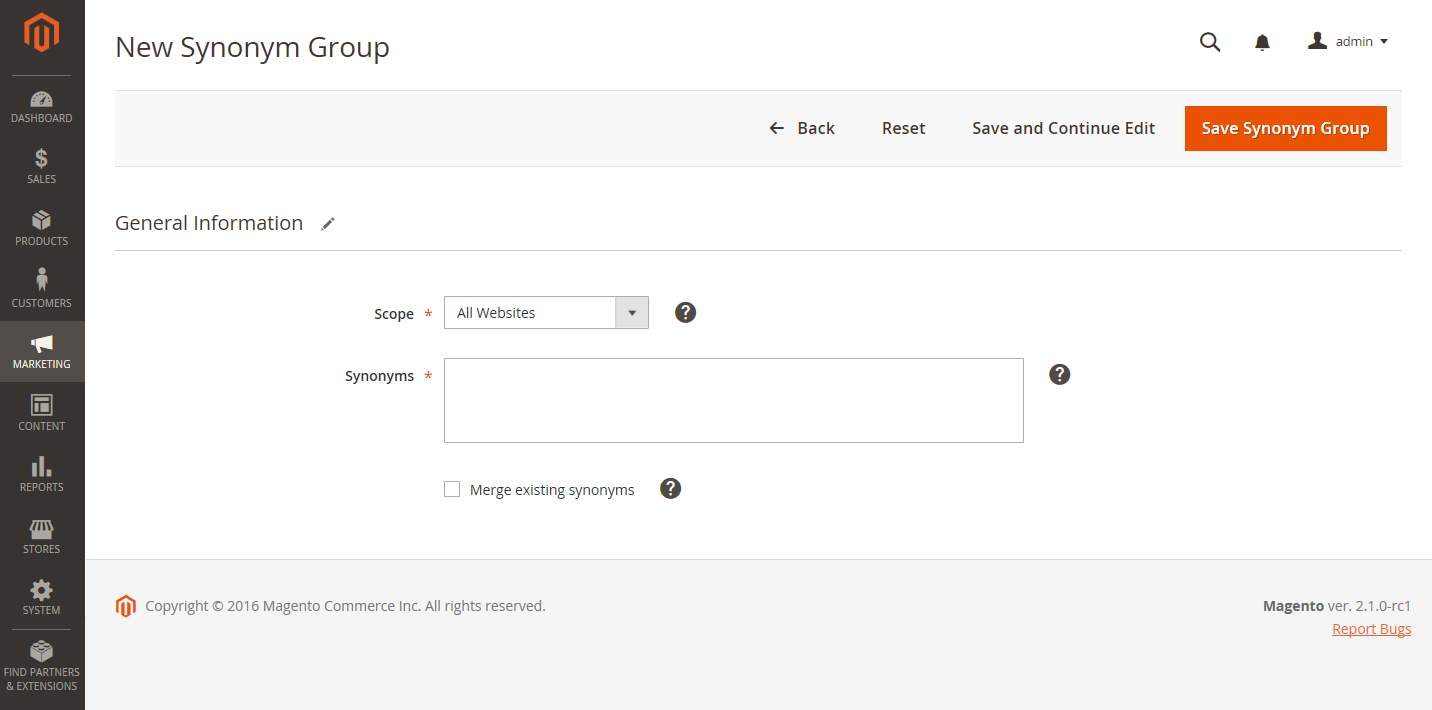 New Synonym Group
admin
Back
Reset
Save and Continue Edit
Save Synonym Group
DASHBOARD
SALES
PRODUCTS
CUSTOMERS
MARKETING
CONTENT
REPORTS
STORES
SYSTEM
FIND PARTNERS
& EXTENSIONS
General Information
Scope *
All Websites
?
Synonyms *
?
Merge existing synonyms
?
Copyright © 2016 Magento Commerce Inc. All rights reserved.
Magento ver. 2.1.0-rc1
Report Bugs